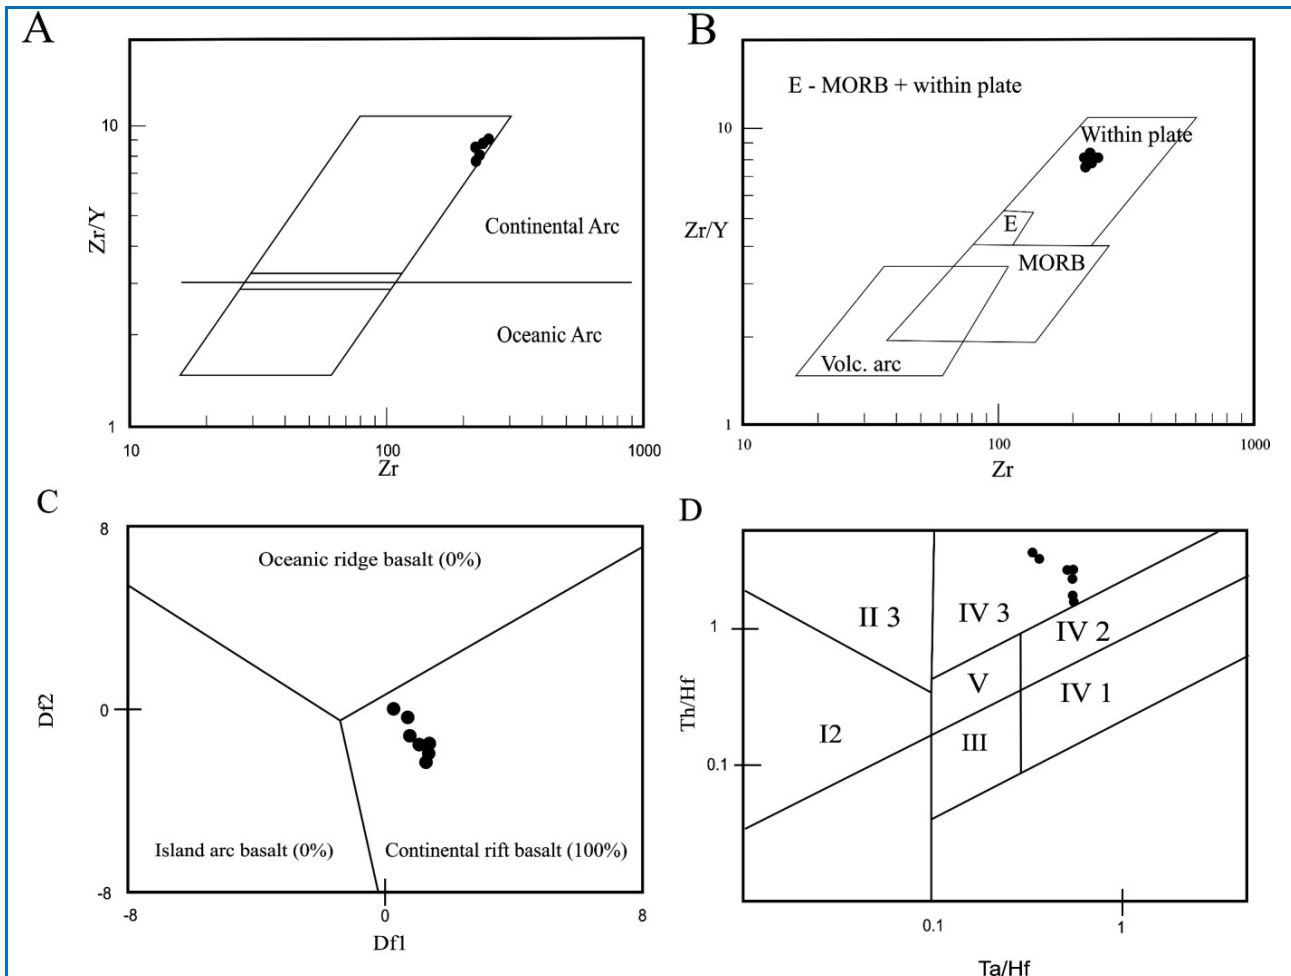 A
10
Zr/Y
Continental Arc
Oceanic Arc
1
10
100
1000
Zr
B
E - MORB + within plate
10
Within plate
Zr/Y
E
MORB
Volc. arc
1
10
100
1000
Zr
C
8
Oceanic ridge basalt (0%)
Df2
0
Island arc basalt (0%)
Continental rift basalt (100%)
-8
-8
0
8
Df1
D
II 3
IV 3
1
IV 2
Th/Hf
V
IV 1
I2
III
0.1
0.1
1
Ta/Hf